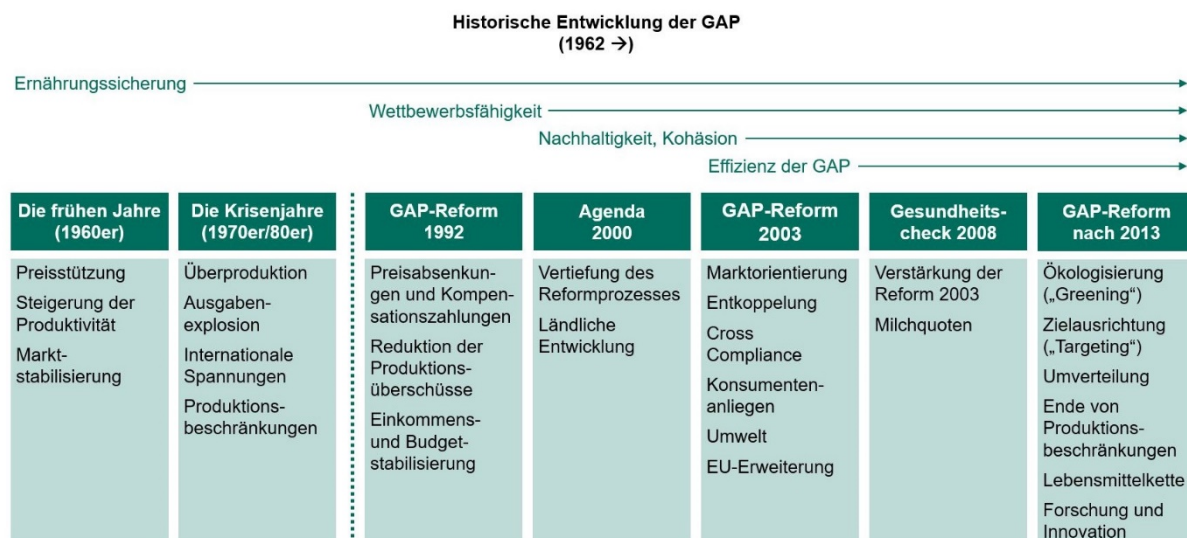 Historische Entwicklung der GAP
(1962 →)
Ernährungssicherung
Wettbewerbsfähigkeit
Nachhaltigkeit, Kohäsion
Effizienz der GAP
Die frühen Jahre
(1960er)
Preisstützung
Steigerung der
Produktivität
Markt-
stabilisierung
Die Krisenjahre
(1970er/80er)
Überproduktion
Ausgaben-
explosion
Internationale
Spannungen
Produktions-
beschränkungen
GAP-Reform
1992
Preisabsenkun-
gen und Kompen-
sationszahlungen
Reduktion der
Produktions-
überschüsse
Einkommens-
und Budget-
stabilisierung
Agenda
2000
Vertiefung des
Reformprozesses
Ländliche
Entwicklung
GAP-Reform
2003
Marktorientierung
Entkoppelung
Cross
Compliance
Konsumenten-
anliegen
Umwelt
EU-Erweiterung
Gesundheits-
check 2008
Verstärkung der
Reform 2003
Milchquoten
GAP-Reform
nach 2013
Ökologisierung
(„Greening“)
Zielausrichtung
(„Targeting“)
Umverteilung
Ende von
Produktions-
beschränkungen
Lebensmittelkette
Forschung und
Innovation